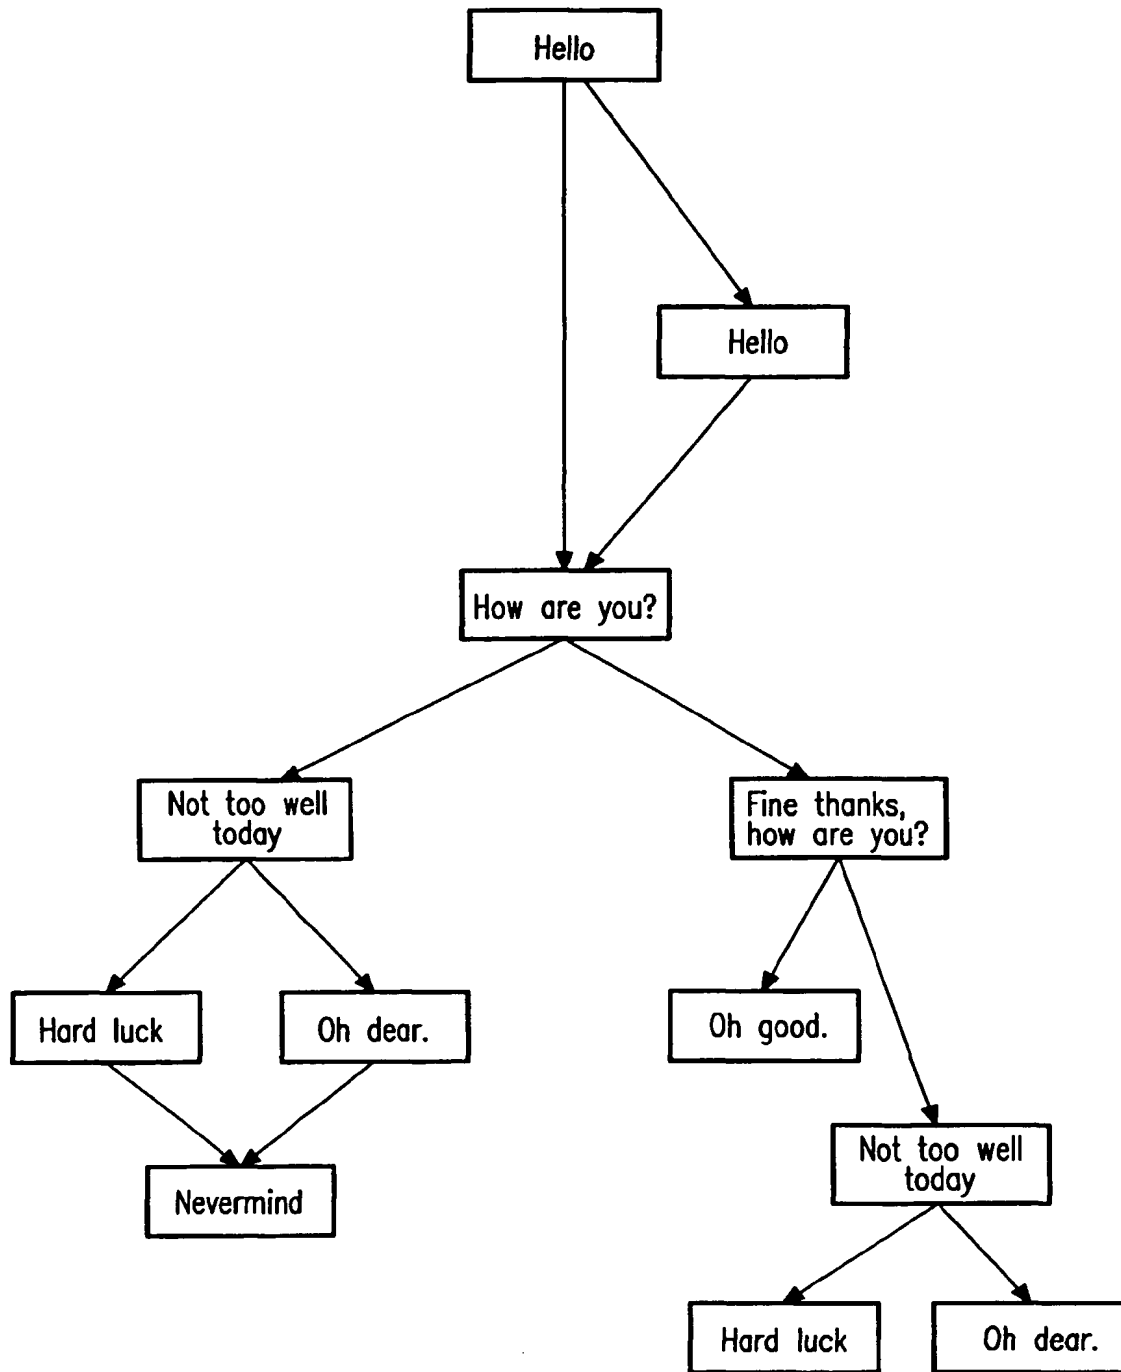 Hello
Hello
How are you?
Not too well
today
Fine thanks,
how are you?
Hard luck
Oh dear.
Oh good.
Not too well
today
Nevermind
Hard luck
Oh dear.